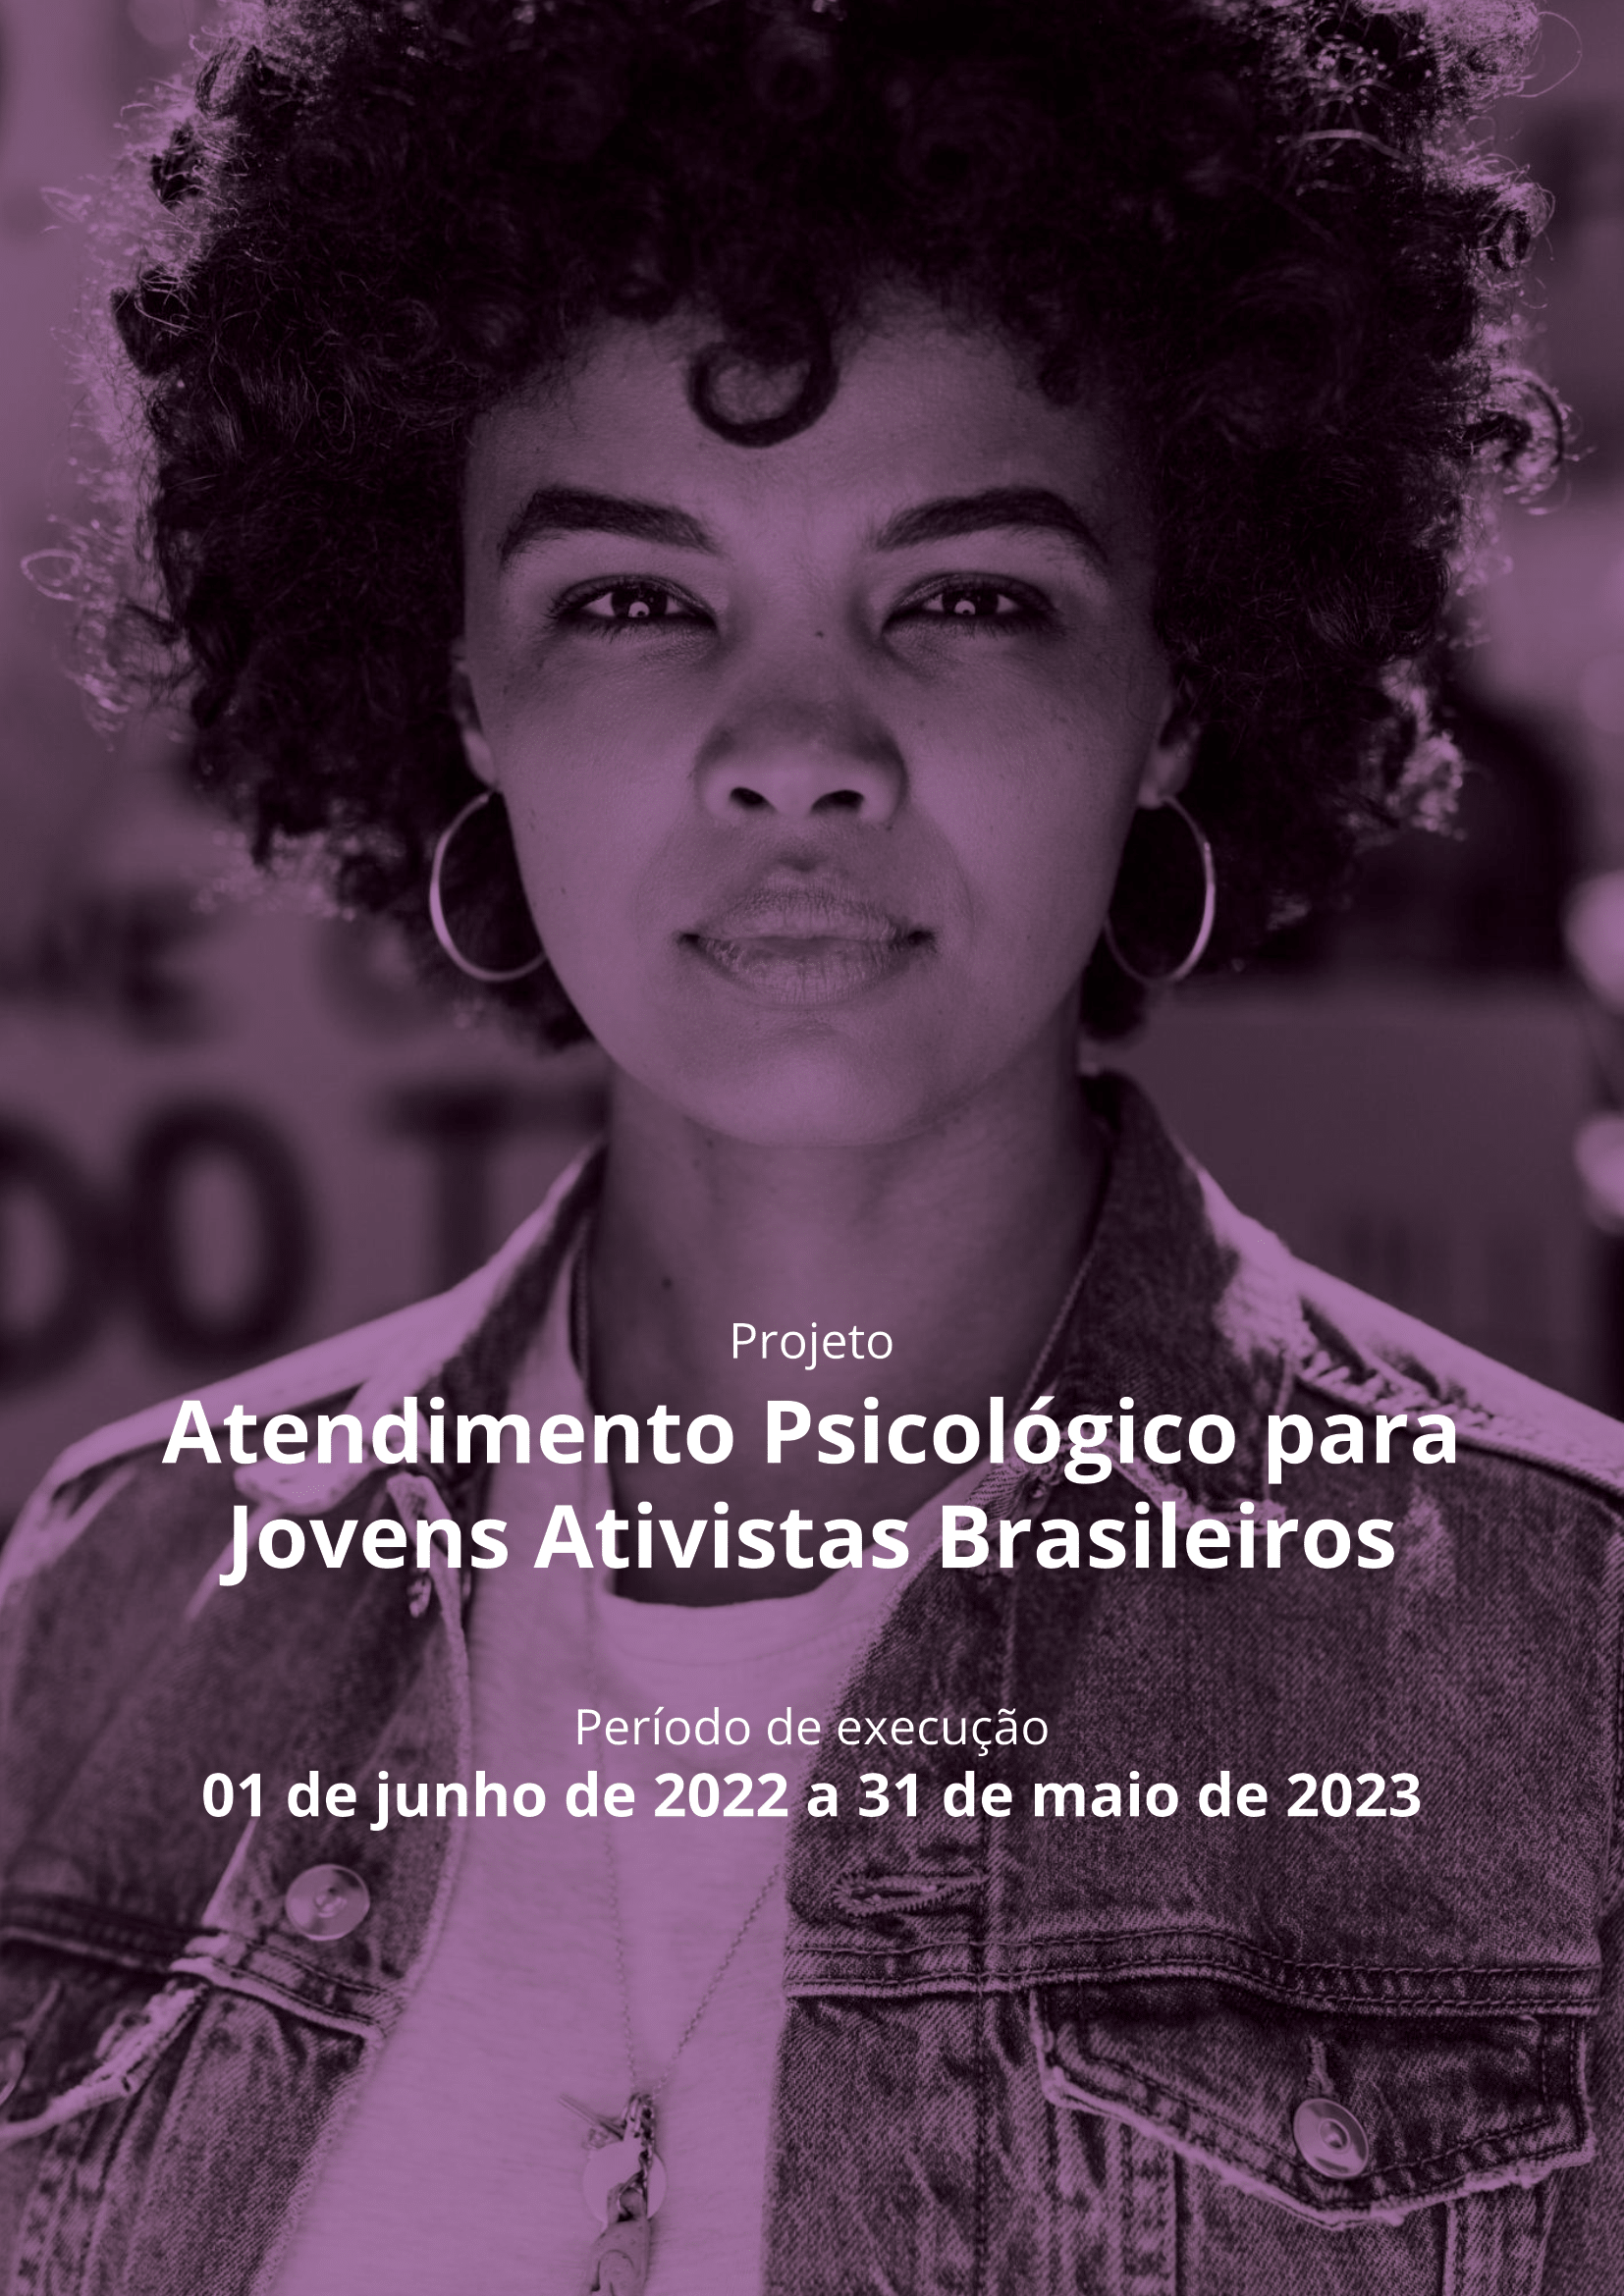 Projeto
Atendimento Psicológico para
Jovens Ativistas Brasileiros
Período de execução
01 de junho de 2022 a 31 de maio de 2023